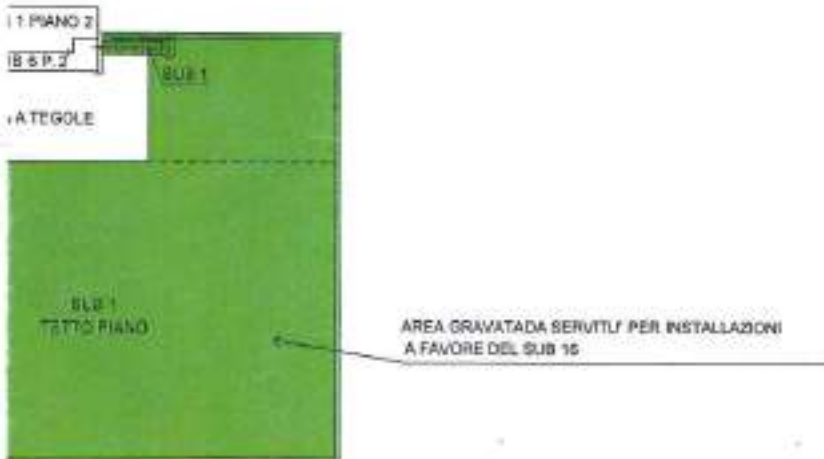 1 PIANO 2
B 6 P.2
SUB 1
A TEGOLE
SUB 1
TETTO PIANO
AREA GRAVATADA SERVITU' PER INSTALLAZIONI
A FAVORE DEL SUB 16